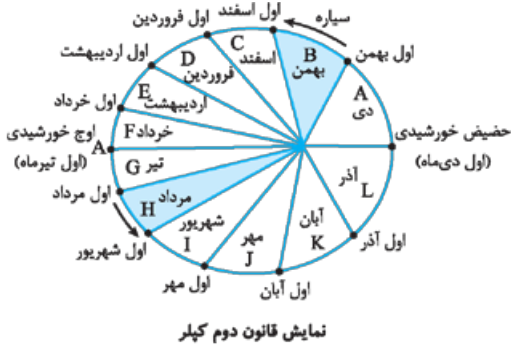 اول اسفند
سیاره
اول فروردین
اول بهمن
C
اسفند
B
بهمن
D
فروردین
اول اردیبهشت
E
اردیبهشت
A
دی
اول خرداد
F خرداد
حضیض خورشیدی
(اول دی‌ماه)
اوج خورشیدی
A
(اول تیرماه)
G تیر
آذر
L
اول مرداد
مرداد
H
شهریور
I
مهر
J
آبان
K
اول آذر
اول شهریور
اول مهر
اول آبان
نمایش قانون دوم کپلر